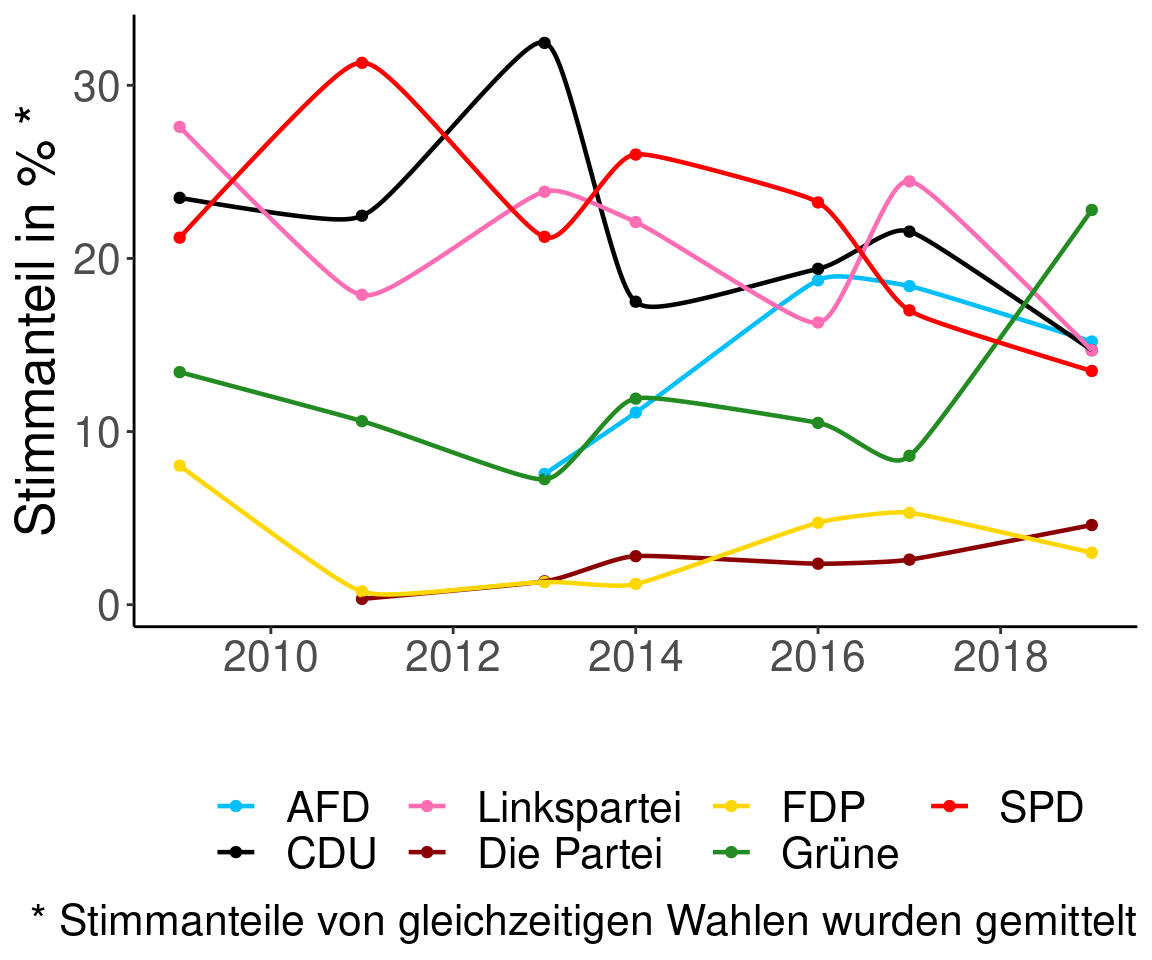 Stimmanteil in % *
30
20
10
0
2010 2012 2014 2016 2018
AFD Linkspartei FDP SPD
CDU Die Partei Grüne
* Stimmanteile von gleichzeitigen Wahlen wurden gemittelt